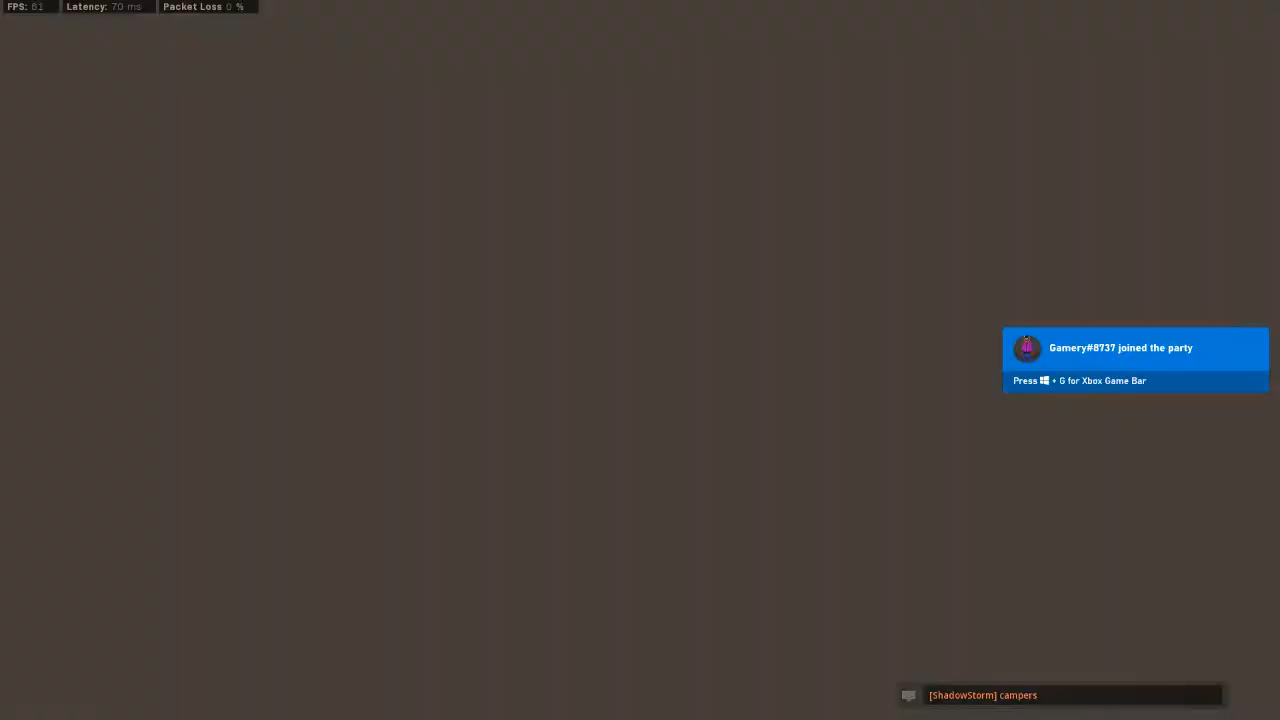 FPS: 61 Latency: 70 ms Packet Loss 0 %
Gamery#8737 joined the party
Press + G for Xbox Game Bar
[ShadowStorm] campers